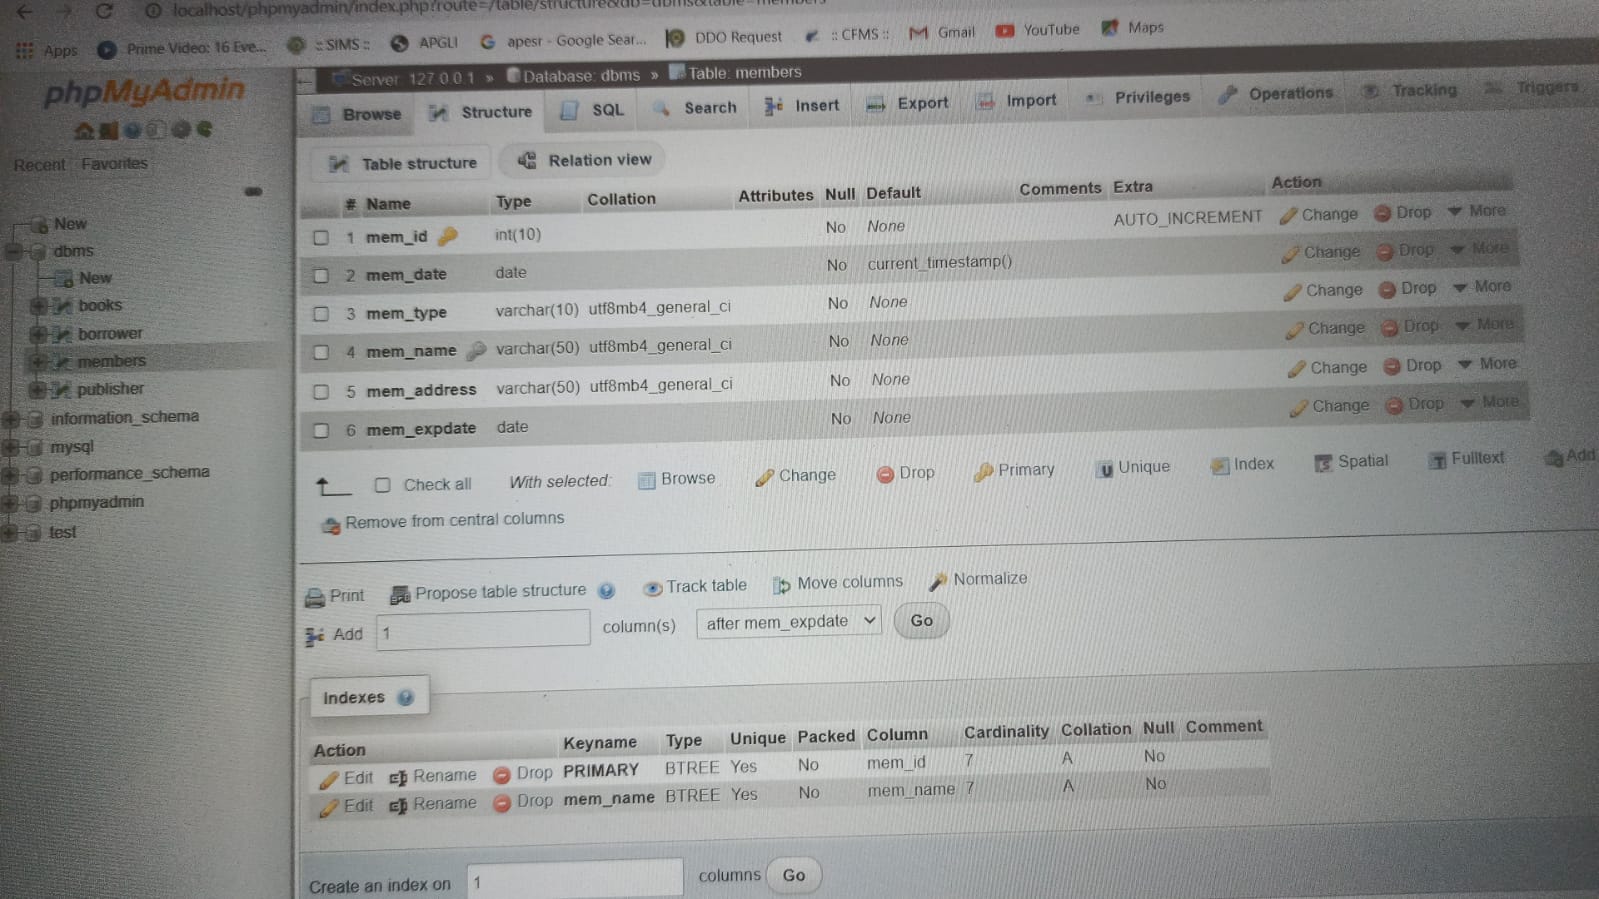 localhost/phpmyadmin/index.php?route=/table/structure&db=dbms&table=members
Apps Prime Video: 16 Eve... :: SIMS :: APGLI apesr - Google Sear... DDO Request :: CFMS :: Gmail YouTube Maps
phpMyAdmin
Recent Favorites
New
dbms
New
books
borrower
members
publisher
information_schema
mysql
performance_schema
phpmyadmin
test
Server: 127.0.0.1 » Database: dbms » Table: members
Browse Structure SQL Search Insert Export Import Privileges Operations Tracking Triggers
Table structure Relation view
# Name Type Collation Attributes Null Default Comments Extra Action
1 mem_id int(10) No None AUTO_INCREMENT Change Drop More
2 mem_date date No current_timestamp() Change Drop More
3 mem_type varchar(10) utf8mb4_general_ci No None Change Drop More
4 mem_name varchar(50) utf8mb4_general_ci No None Change Drop More
5 mem_address varchar(50) utf8mb4_general_ci No None Change Drop More
6 mem_expdate date No None Change Drop More
Check all With selected: Browse Change Drop Primary Unique Index Spatial Fulltext Add
Remove from central columns
Print Propose table structure Track table Move columns Normalize
Add 1 column(s) after mem_expdate Go
Indexes
Action Keyname Type Unique Packed Column Cardinality Collation Null Comment
Edit Rename Drop PRIMARY BTREE Yes No mem_id 7 A No
Edit Rename Drop mem_name BTREE Yes No mem_name 7 A No
Create an index on 1 columns Go